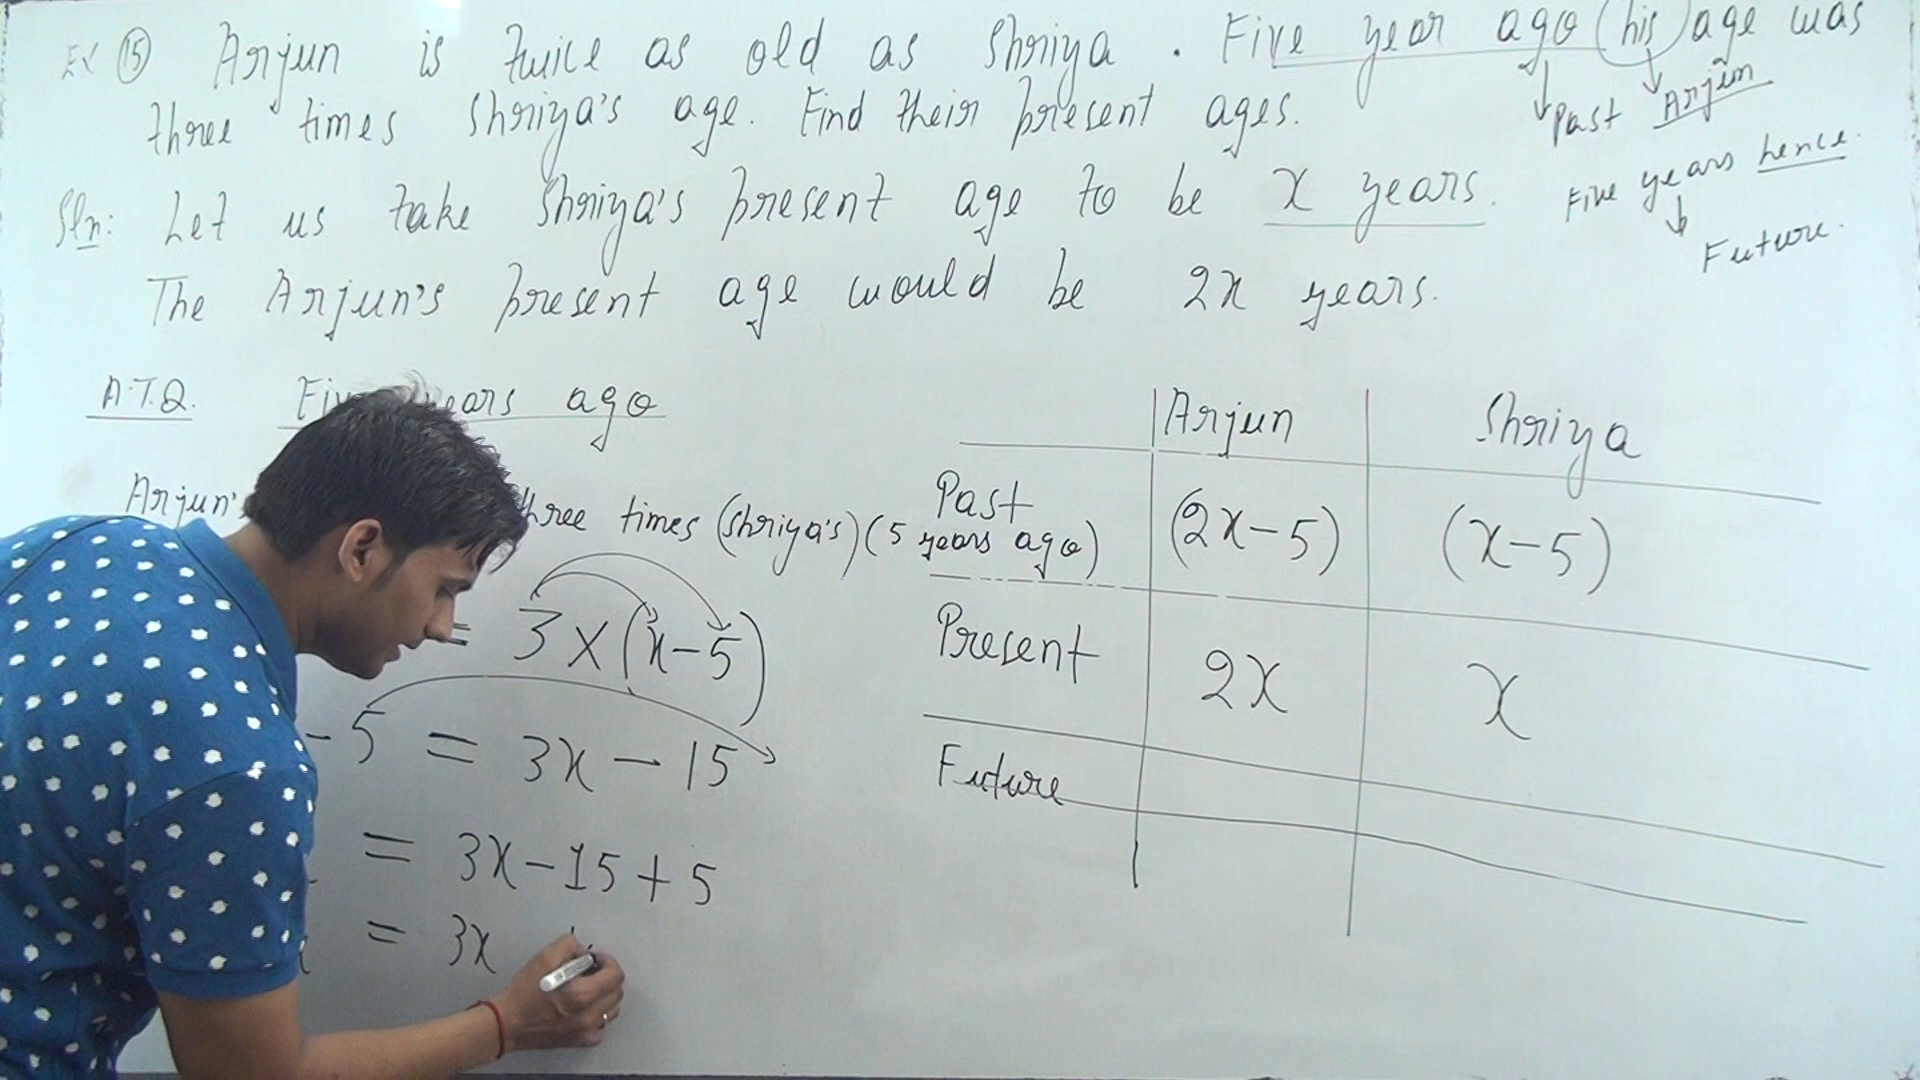 Ex 15 Arjun is twice as old as Shriya. Five year ago (his) age was
three times Shriya's age. Find their present ages.
Past Arjun
Five years hence.
Future.
Sln: Let us take Shriya's present age to be x years.
The Arjun's present age would be 2x years.
A.T.Q. ago
Arjun's times (Shriya's) (5 years ago)
= 3 x (x-5)
-5 = 3x - 15
= 3x - 15 + 5
= 3x
Arjun Shriya
Past (2x-5) (x-5)
Present 2x x
Future